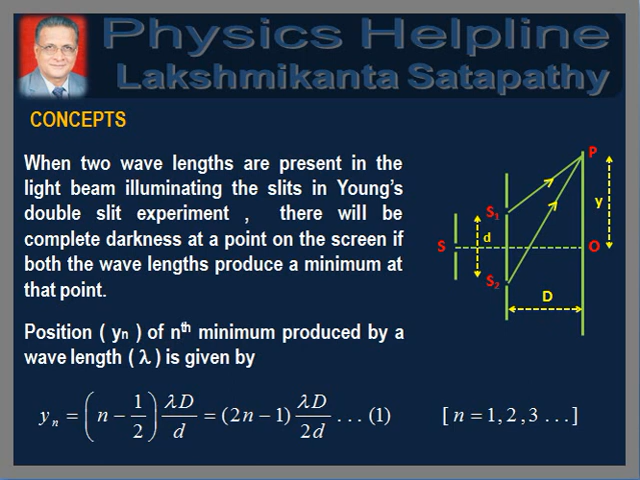 Physics Helpline
Lakshmikanta Satapathy
CONCEPTS
When two wave lengths are present in the
light beam illuminating the slits in Young's
double slit experiment , there will be
complete darkness at a point on the screen if
both the wave lengths produce a minimum at
that point.
Position ( yₙ ) of nᵗʰ minimum produced by a
wave length ( λ ) is given by
yₙ = (n − 1/2) λD/d = (2n − 1) λD/2d . . . (1) [ n = 1, 2 , 3 . . . ]
P
S₁
y
S
d
O
S₂
D